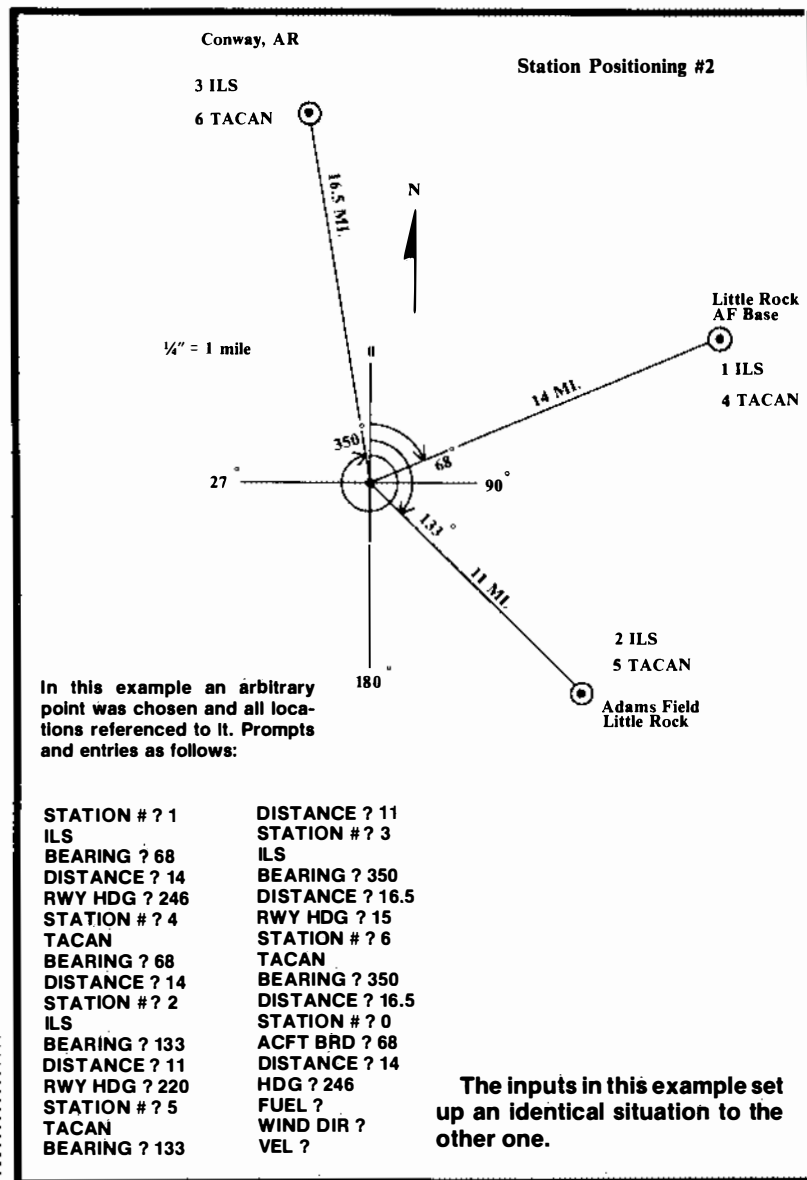 Conway, AR
Station Positioning #2
3 ILS
6 TACAN
16.5 MI.
N
Little Rock
AF Base
¼" = 1 mile
0
1 ILS
4 TACAN
14 MI.
350°
68°
27°
90°
133°
11 MI.
2 ILS
5 TACAN
180°
Adams Field
Little Rock
In this example an arbitrary
point was chosen and all loca-
tions referenced to it. Prompts
and entries as follows:
STATION # ? 1
ILS
BEARING ? 68
DISTANCE ? 14
RWY HDG ? 246
STATION # ? 4
TACAN
BEARING ? 68
DISTANCE ? 14
STATION # ? 2
ILS
BEARING ? 133
DISTANCE ? 11
RWY HDG ? 220
STATION # ? 5
TACAN
BEARING ? 133
DISTANCE ? 11
STATION # ? 3
ILS
BEARING ? 350
DISTANCE ? 16.5
RWY HDG ? 15
STATION # ? 6
TACAN
BEARING ? 350
DISTANCE ? 16.5
STATION # ? 0
ACFT BRD ? 68
DISTANCE ? 14
HDG ? 246
FUEL ?
WIND DIR ?
VEL ?
The inputs in this example set
up an identical situation to the
other one.